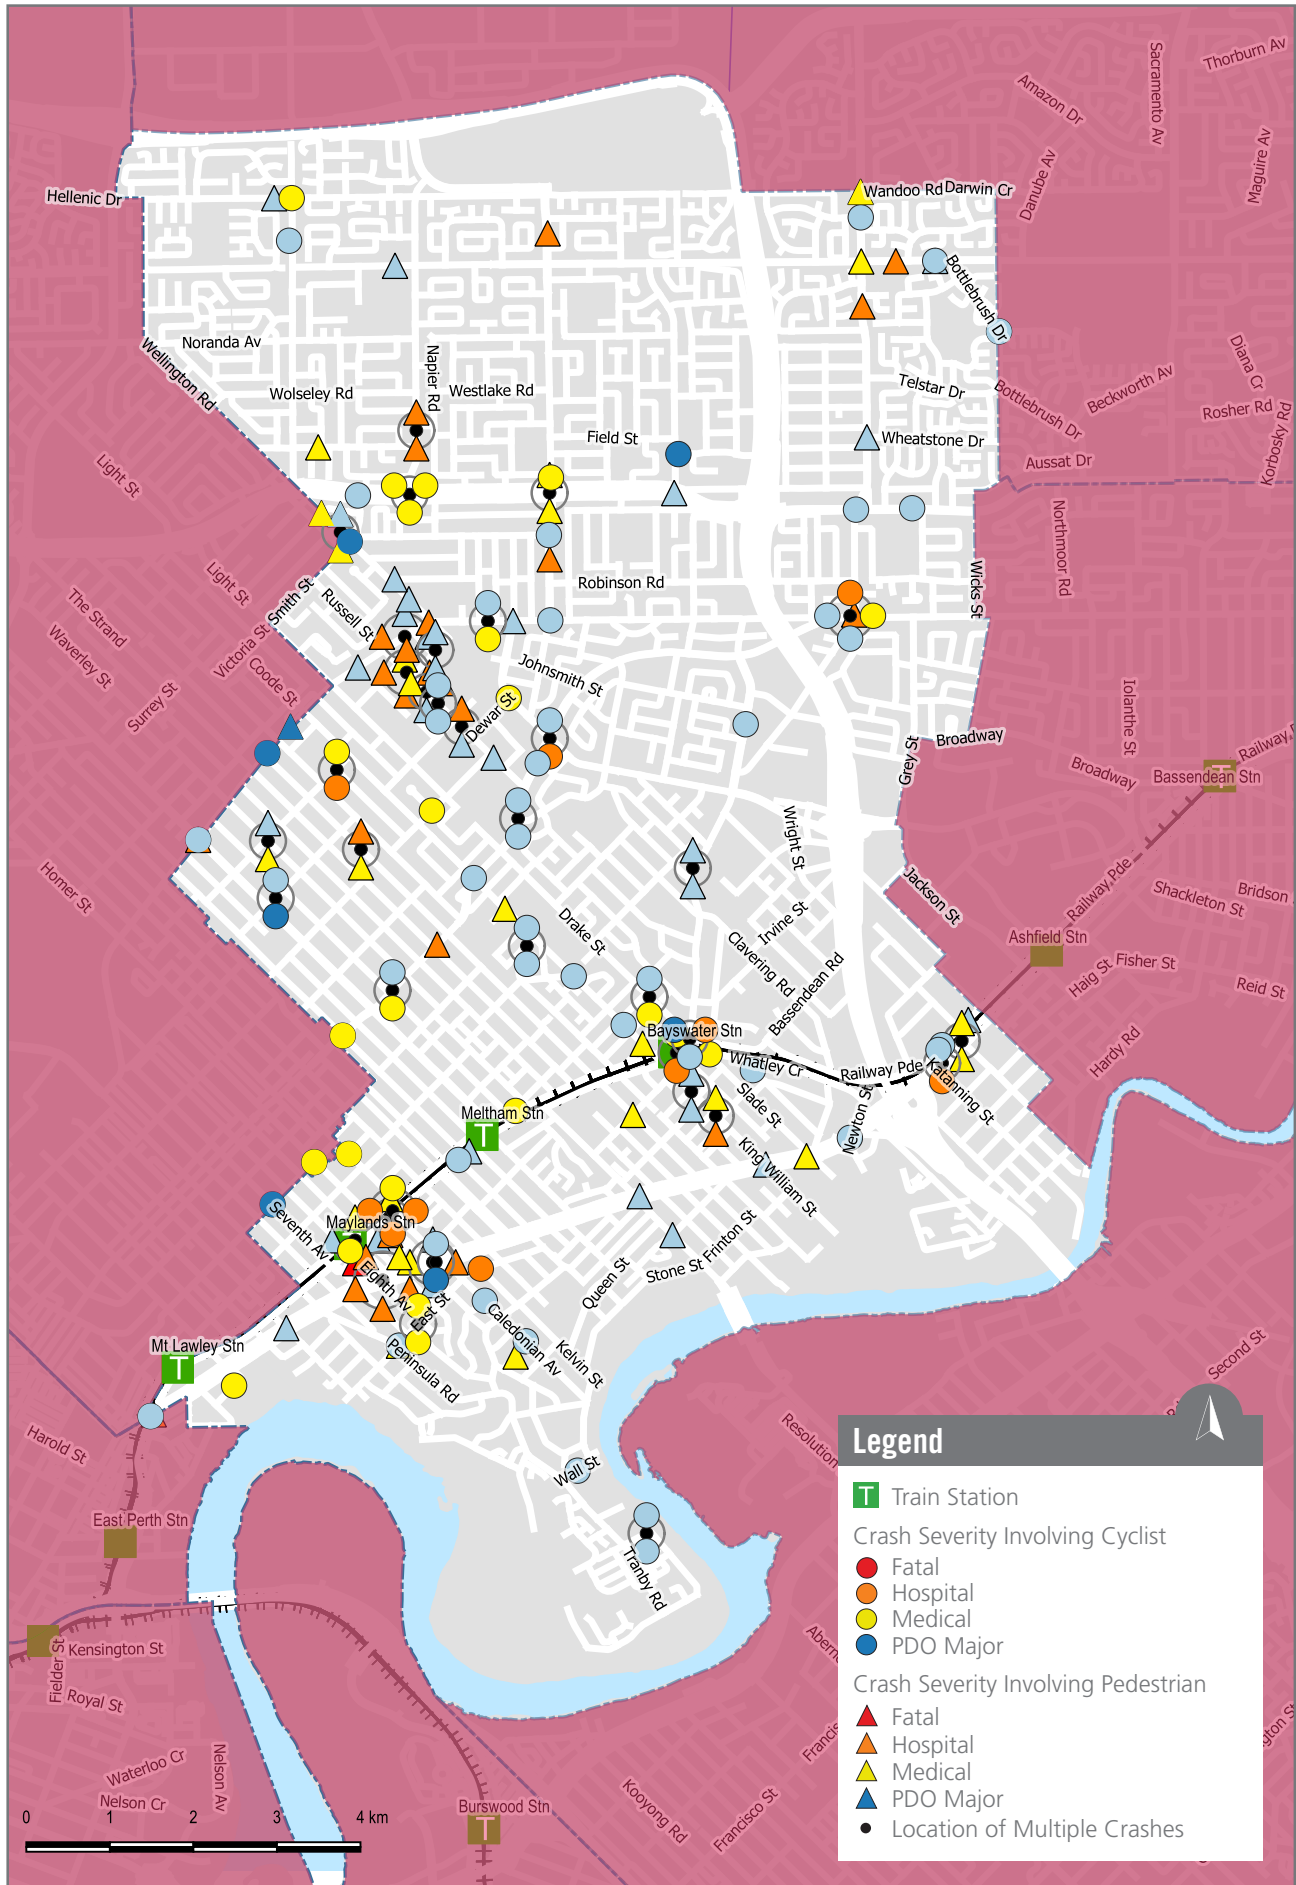 Thorburn Av
Sacramento Av
Amazon Dr
Maguire Av
Danube Av
Hellenic Dr
Wandoo Rd
Darwin Cr
Bottlebrush Dr
Noranda Av
Wellington Rd
Napier Rd
Wolseley Rd
Westlake Rd
Telstar Dr
Bottlebrush Dr
Beckworth Av
Diana Cr
Rosher Rd
Korbosky Rd
Field St
Wheatstone Dr
Aussat Dr
Light St
Northmoor Rd
Light St
Smith St
Robinson Rd
Wicks St
The Strand
Russell St
Waverley St
Victoria St
Coode St
Surrey St
Johnsmith St
Iolanthe St
Dewar St
Broadway
Grey St
Broadway
Bassendean Stn
T
Wright St
Homer St
Jackson St
Railway Pde
Shackleton St
Bridson
Drake St
Irvine St
Clavering Rd
Bassendean Rd
Ashfield Stn
Haig St
Fisher St
Reid St
Bayswater Stn
Whatley Cr
Railway Pde
Katanning St
Hardy Rd
Slade St
Newton St
Meltham Stn
T
King William St
Seventh Av
Maylands Stn
Eighth Av
East St
Queen St
Stone St
Frinton St
Caledonian Av
Kelvin St
Peninsula Rd
Mt Lawley Stn
T
Second St
Harold St
Resolution
Wall St
East Perth Stn
Tranby Rd
Fielder St
Kensington St
Royal St
Waterloo Cr
Nelson Cr
Nelson Av
Burswood Stn
T
Kooyong Rd
Francisco St
0 1 2 3 4 km
Legend
T Train Station
Crash Severity Involving Cyclist
Fatal
Hospital
Medical
PDO Major
Crash Severity Involving Pedestrian
Fatal
Hospital
Medical
PDO Major
Location of Multiple Crashes